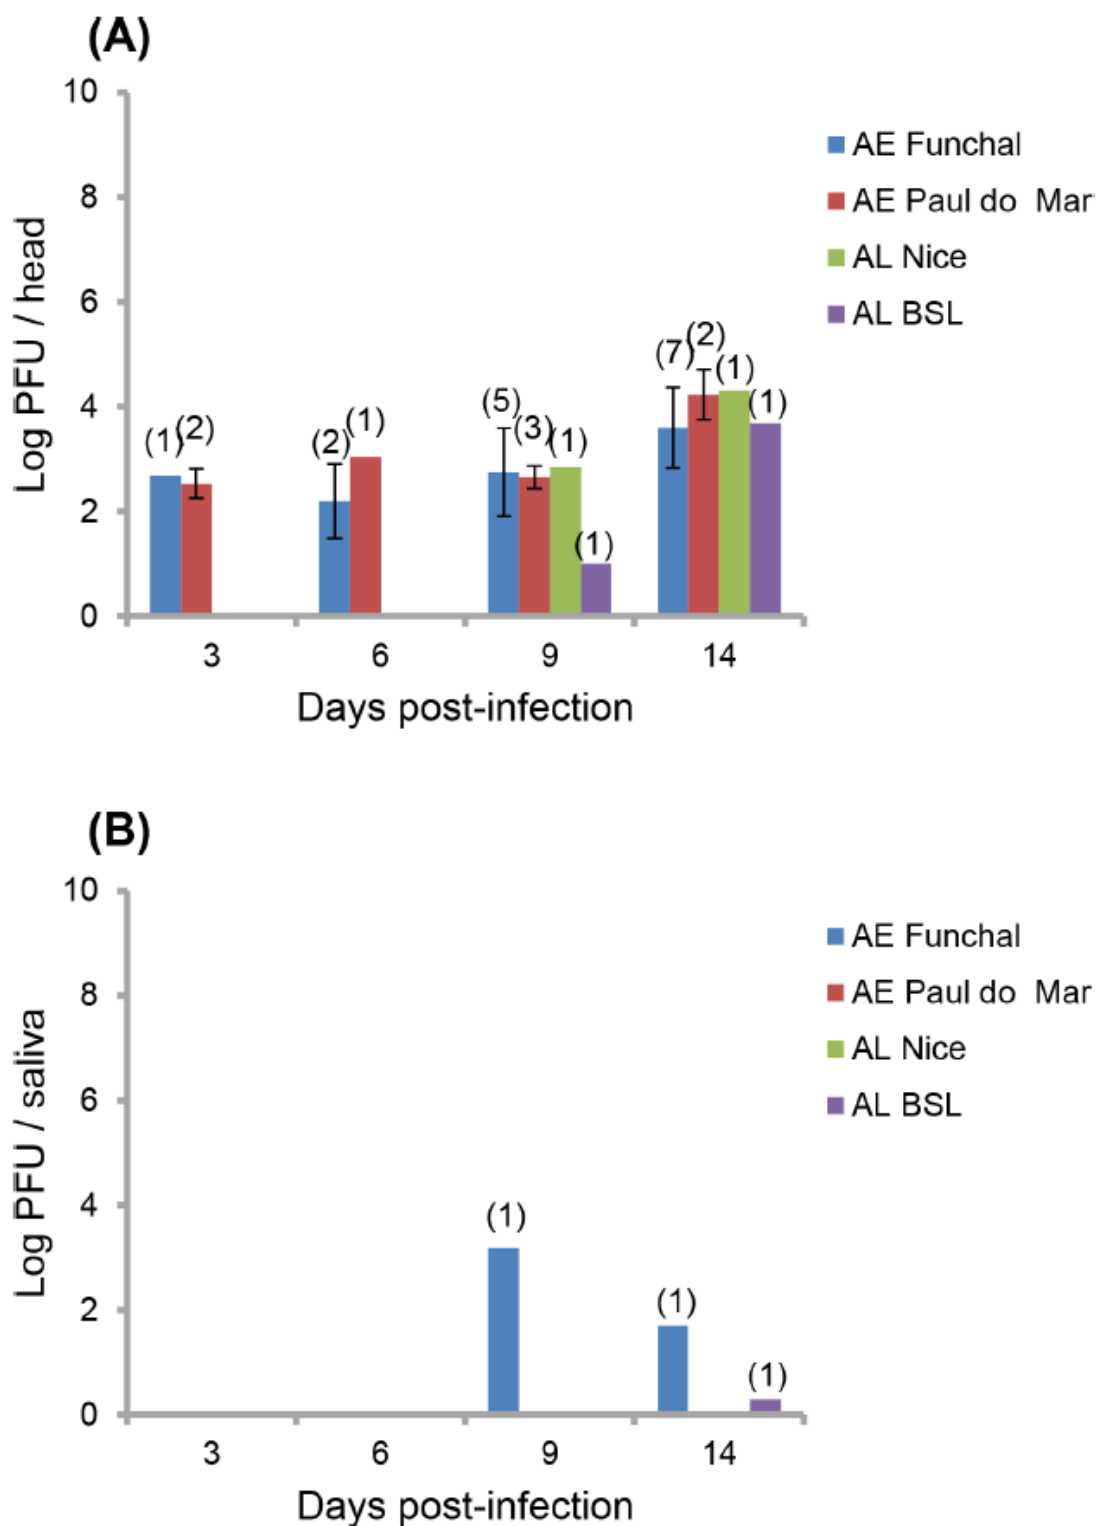 (A)
10
8
6
4
2
0
Log PFU / head
(1) (2) (2) (1) (5) (3) (1) (1) (7) (2) (1) (1)
3 6 9 14
Days post-infection
AE Funchal
AE Paul do Mar
AL Nice
AL BSL
(B)
10
8
6
4
2
0
Log PFU / saliva
(1) (1) (1)
3 6 9 14
Days post-infection
AE Funchal
AE Paul do Mar
AL Nice
AL BSL